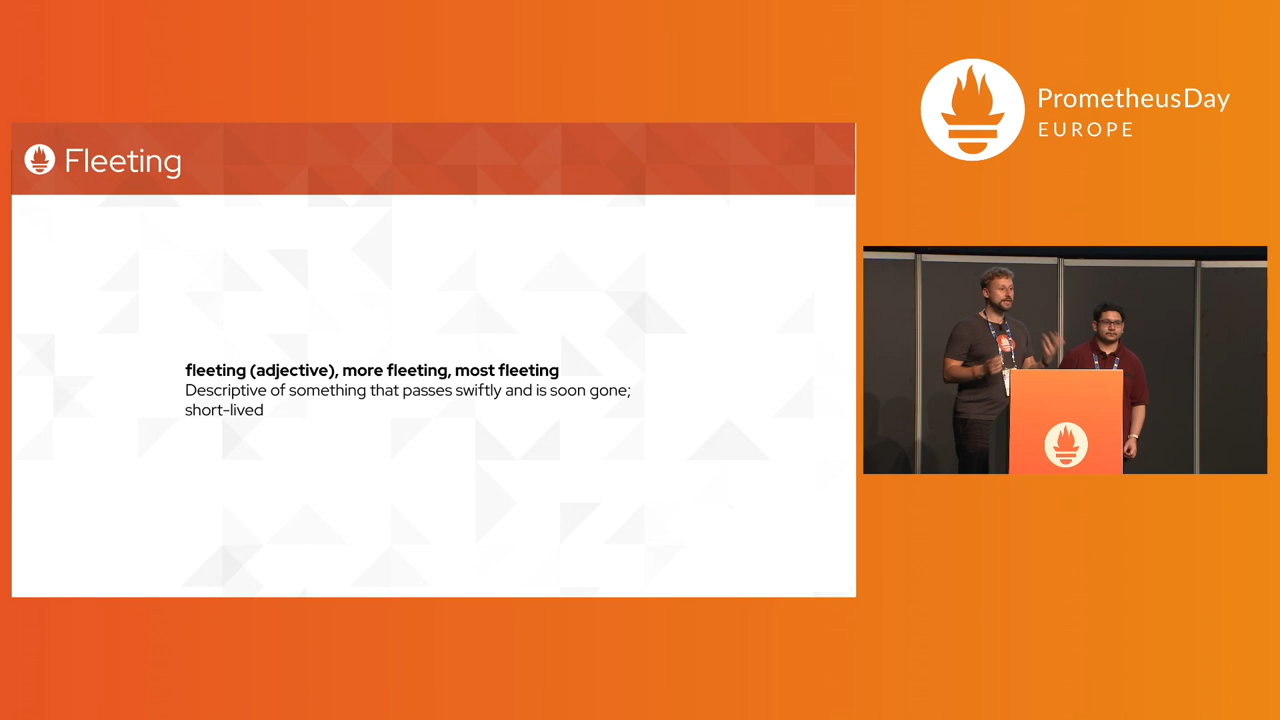 Fleeting
fleeting (adjective), more fleeting, most fleeting
Descriptive of something that passes swiftly and is soon gone;
short-lived
PrometheusDay
EUROPE